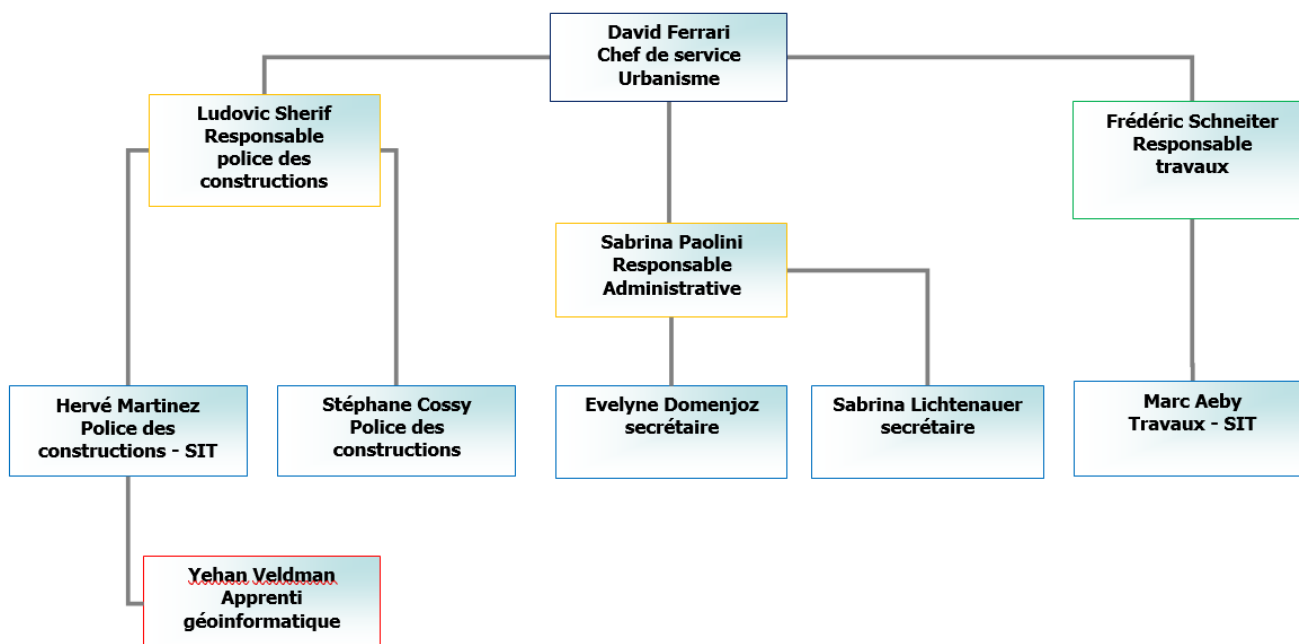 David Ferrari
Chef de service
Urbanisme
Ludovic Sherif
Responsable
police des
constructions
Frédéric Schneiter
Responsable
travaux
Sabrina Paolini
Responsable
Administrative
Hervé Martinez
Police des
constructions - SIT
Stéphane Cossy
Police des
constructions
Evelyne Domenjoz
secrétaire
Sabrina Lichtenauer
secrétaire
Marc Aeby
Travaux - SIT
Yehan Veldman
Apprenti
géoinformatique